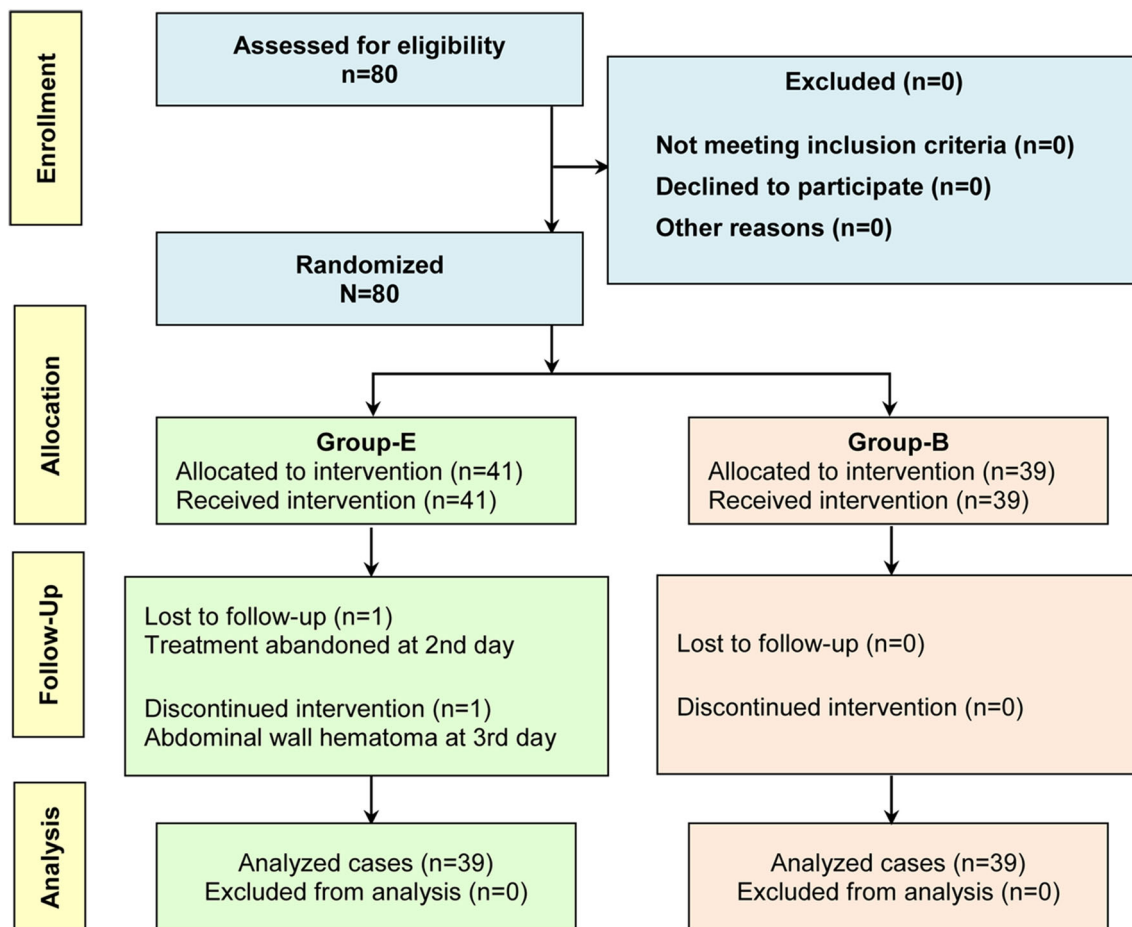 Enrollment
Assessed for eligibility
n=80
Excluded (n=0)
Not meeting inclusion criteria (n=0)
Declined to participate (n=0)
Other reasons (n=0)
Randomized
N=80
Allocation
Group-E
Allocated to intervention (n=41)
Received intervention (n=41)
Group-B
Allocated to intervention (n=39)
Received intervention (n=39)
Follow-Up
Lost to follow-up (n=1)
Treatment abandoned at 2nd day
Discontinued intervention (n=1)
Abdominal wall hematoma at 3rd day
Lost to follow-up (n=0)
Discontinued intervention (n=0)
Analysis
Analyzed cases (n=39)
Excluded from analysis (n=0)
Analyzed cases (n=39)
Excluded from analysis (n=0)